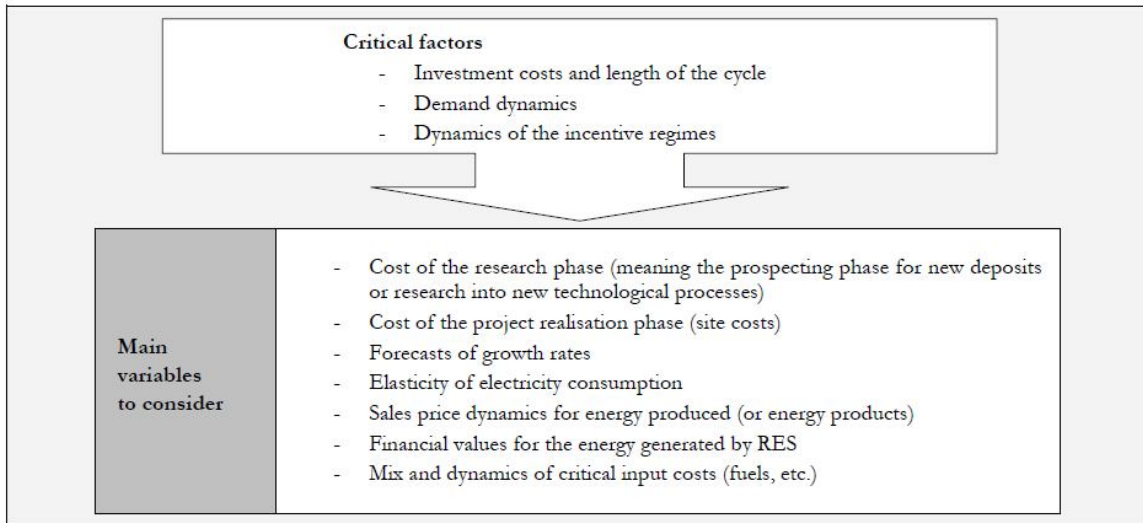 Critical factors
- Investment costs and length of the cycle
- Demand dynamics
- Dynamics of the incentive regimes
Main
variables
to consider
- Cost of the research phase (meaning the prospecting phase for new deposits
or research into new technological processes)
- Cost of the project realisation phase (site costs)
- Forecasts of growth rates
- Elasticity of electricity consumption
- Sales price dynamics for energy produced (or energy products)
- Financial values for the energy generated by RES
- Mix and dynamics of critical input costs (fuels, etc.)